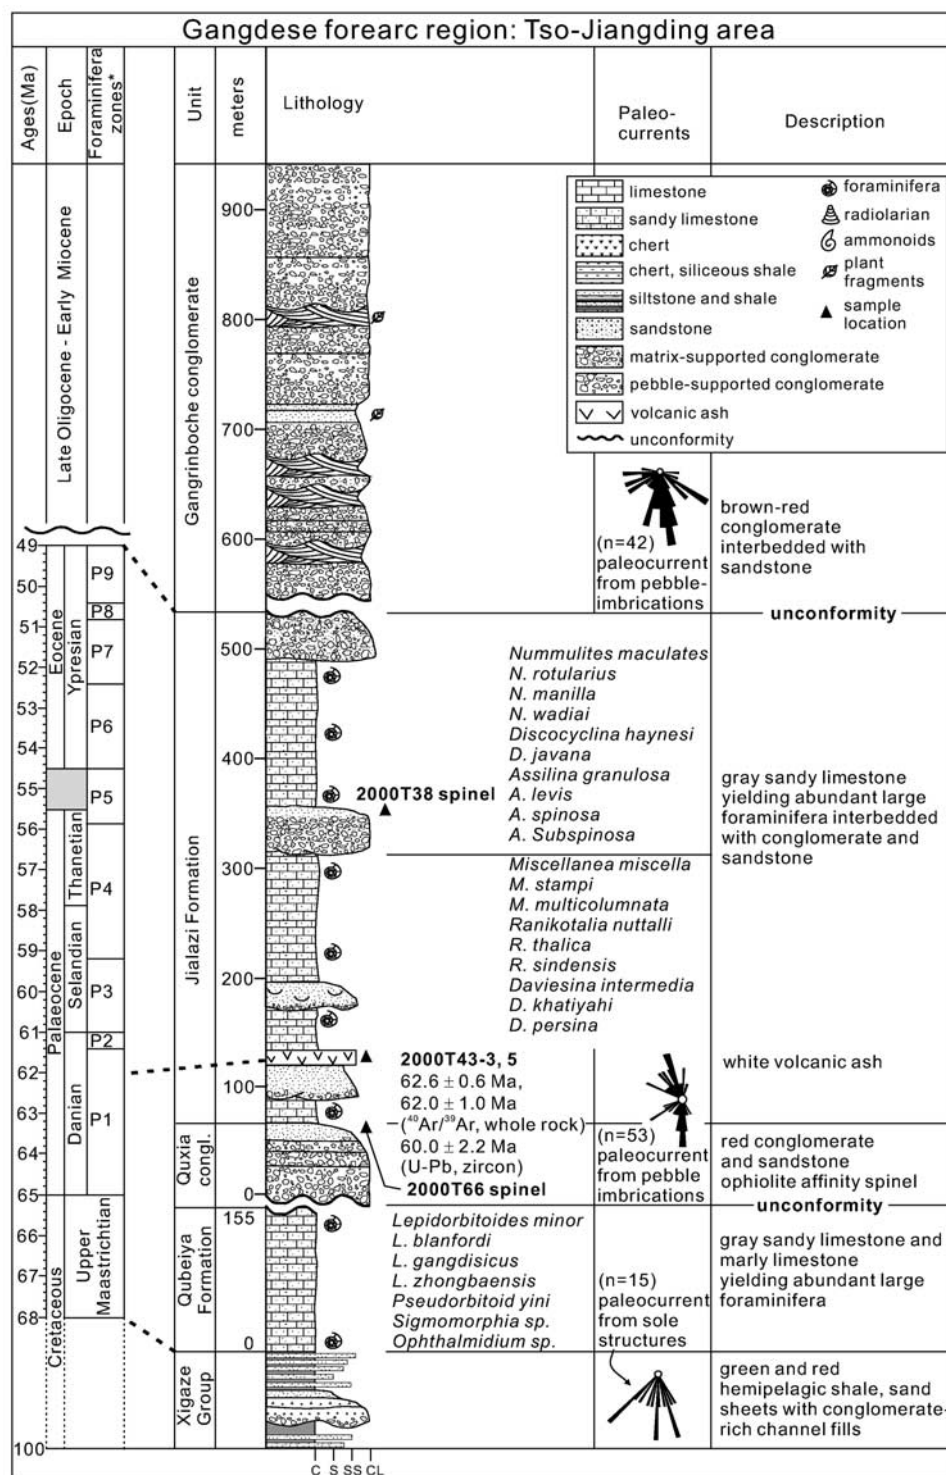 Gangdese forearc region: Tso-Jiangding area
Ages(Ma)
Epoch
Foraminifera
zones*
Unit
meters
Lithology
Paleo-
currents
Description
limestone
sandy limestone
chert
chert, siliceous shale
siltstone and shale
sandstone
matrix-supported conglomerate
pebble-supported conglomerate
volcanic ash
unconformity
foraminifera
radiolarian
ammonoids
plant
fragments
sample
location
Late Oligocene - Early Miocene
49
50
51
52
53
54
55
56
57
58
59
60
61
62
63
64
65
66
67
68
100
Eocene
Ypresian
Palaeocene
Thanetian
Selandian
Danian
Cretaceous
Upper
Maastrichtian
P9
P8
P7
P6
P5
P4
P3
P2
P1
Gangrinboche conglomerate
Jialazi Formation
Quxia
congl.
Qubeiya
Formation
Xigaze
Group
900
800
700
600
500
400
300
200
100
0
155
0
(n=42)
paleocurrent
from pebble-
imbrications
brown-red
conglomerate
interbedded with
sandstone
unconformity
Nummulites maculates
N. rotularius
N. manilla
N. wadiai
Discocyclina haynesi
D. javana
Assilina granulosa
A. levis
A. spinosa
A. Subspinosa
2000T38 spinel
gray sandy limestone
yielding abundant large
foraminifera interbedded
with conglomerate and
sandstone
Miscellanea miscella
M. stampi
M. multicolumnata
Ranikotalia nuttalli
R. thalica
R. sindensis
Daviesina intermedia
D. khatiyahi
D. persina
2000T43-3, 5
62.6 ± 0.6 Ma,
62.0 ± 1.0 Ma
(⁴⁰Ar/³⁹Ar, whole rock)
60.0 ± 2.2 Ma
(U-Pb, zircon)
2000T66 spinel
white volcanic ash
(n=53)
paleocurrent
from pebble
imbrications
red conglomerate
and sandstone
ophiolite affinity spinel
unconformity
Lepidorbitoides minor
L. blanfordi
L. gangdisicus
L. zhongbaensis
Pseudorbitoid yini
Sigmomorphia sp.
Ophthalmidium sp.
(n=15)
paleocurrent
from sole
structures
gray sandy limestone and
marly limestone
yielding abundant large
foraminifera
green and red
hemipelagic shale, sand
sheets with conglomerate-
rich channel fills
C S SS CL